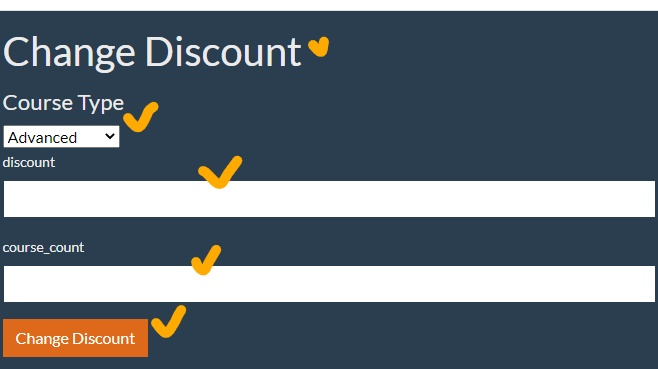 Change Discount
Course Type
Advanced
discount
course_count
Change Discount